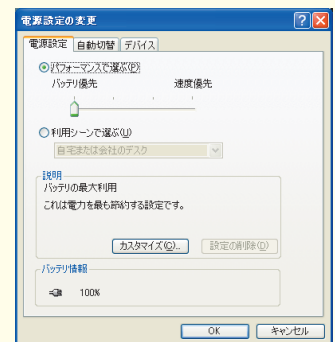 電源設定の変更
電源設定 自動切替 デバイス
パフォーマンスで選ぶ(P)
バッテリ優先 速度優先
利用シーンで選ぶ(U)
自宅または会社のデスク
説明
バッテリの最大利用
これは電力を最も節約する設定です。
カスタマイズ(C)... 設定の削除(D)
バッテリ情報
100%
OK キャンセル